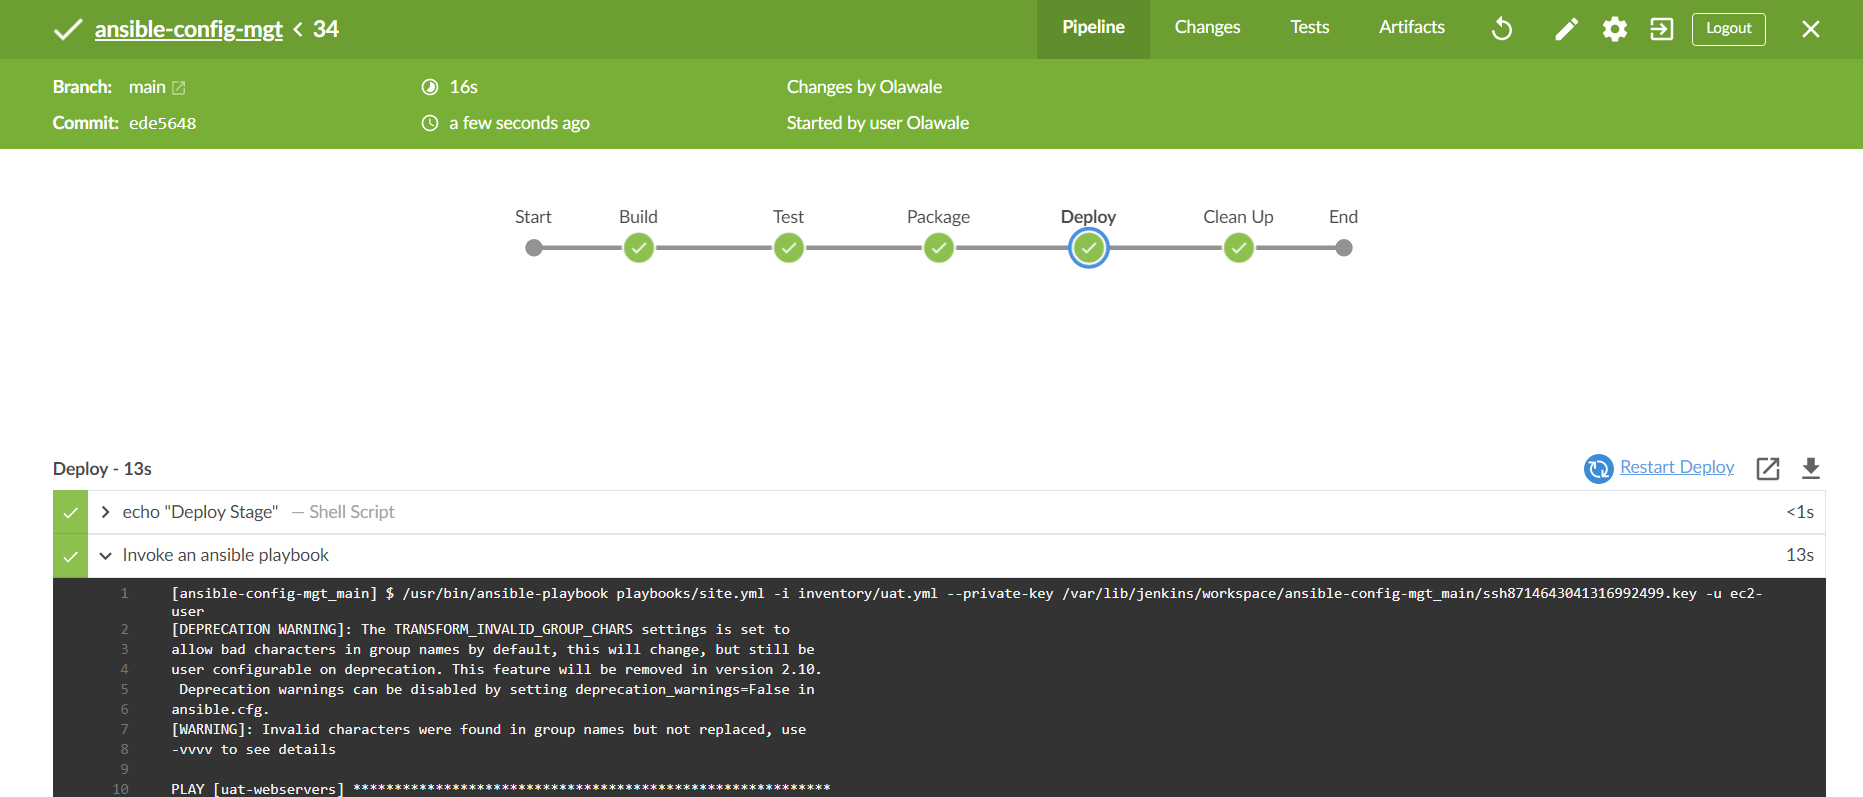 ansible-config-mgt < 34
Pipeline Changes Tests Artifacts Logout
Branch: main 16s Changes by Olawale
Commit: ede5648 a few seconds ago Started by user Olawale
Start Build Test Package Deploy Clean Up End
Deploy - 13s Restart Deploy
echo "Deploy Stage" — Shell Script <1s
Invoke an ansible playbook 13s
1 [ansible-config-mgt_main] $ /usr/bin/ansible-playbook playbooks/site.yml -i inventory/uat.yml --private-key /var/lib/jenkins/workspace/ansible-config-mgt_main/ssh8714643041316992499.key -u ec2-
user
2 [DEPRECATION WARNING]: The TRANSFORM_INVALID_GROUP_CHARS settings is set to
3 allow bad characters in group names by default, this will change, but still be
4 user configurable on deprecation. This feature will be removed in version 2.10.
5 Deprecation warnings can be disabled by setting deprecation_warnings=False in
6 ansible.cfg.
7 [WARNING]: Invalid characters were found in group names but not replaced, use
8 -vvvv to see details
9
10 PLAY [uat-webservers] **********************************************************